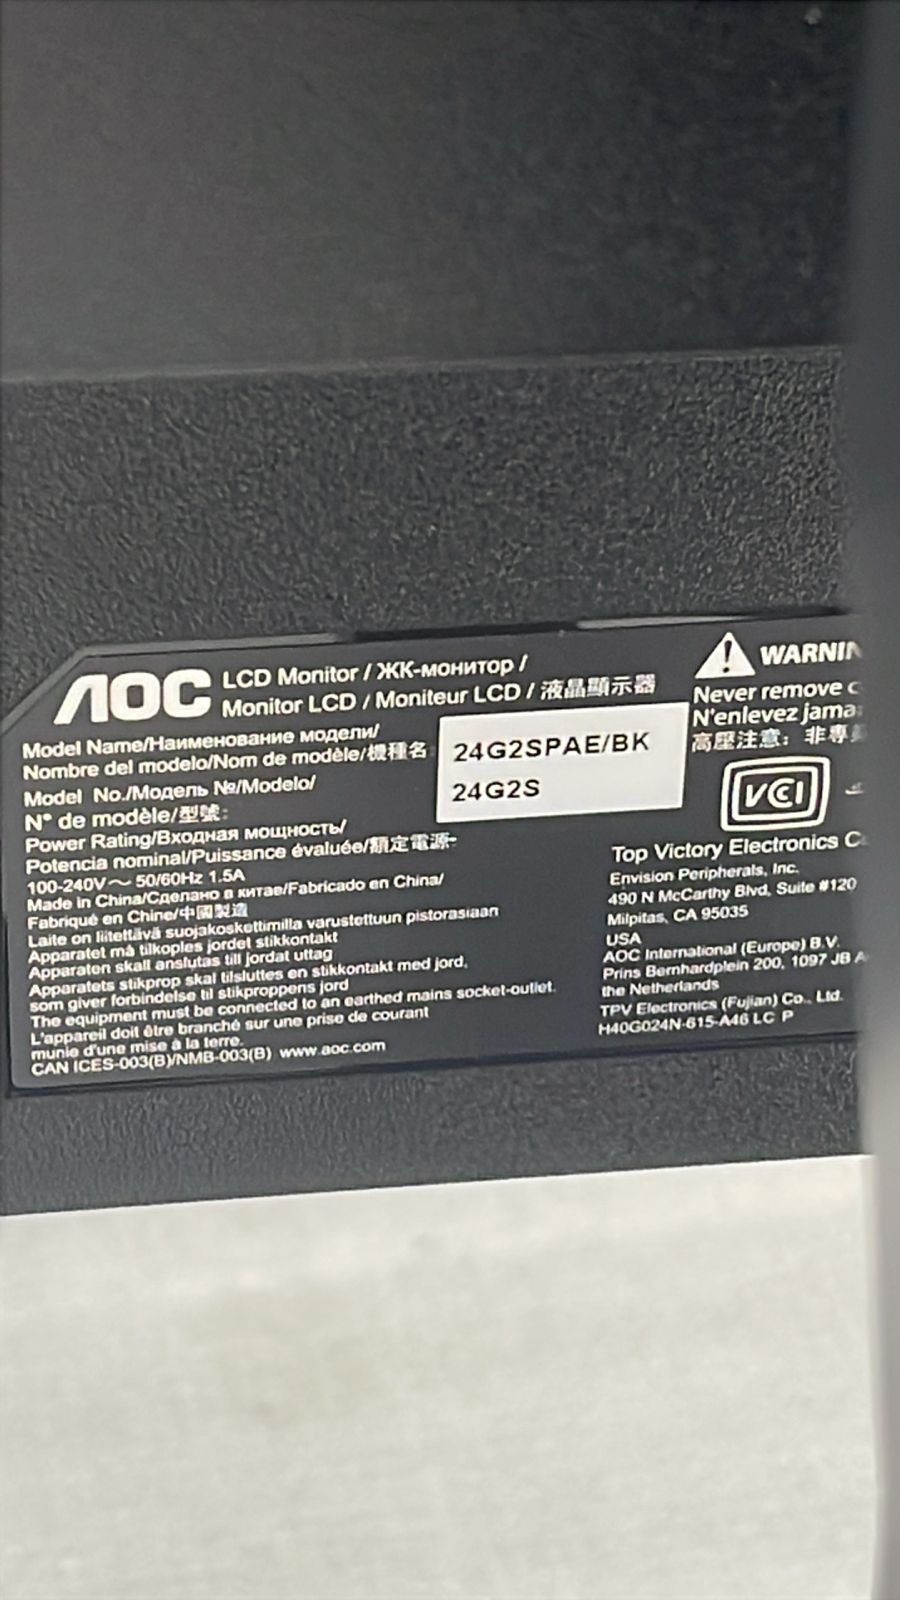 AOC
LCD Monitor / ЖК-монитор /
Monitor LCD / Moniteur LCD / 液晶顯示器
Model Name/Наименование модели/
Nombre del modelo/Nom de modèle/機種名
24G2SPAE/BK
Model No./Модель №/Modelo/
N° de modèle/型號:
24G2S
Power Rating/Входная мощность/
Potencia nominal/Puissance évaluée/額定電源:
100-240V～ 50/60Hz 1.5A
Made in China/Сделано в китае/Fabricado en China/
Fabriqué en Chine/中國製造
Laite on liitettävä suojakoskettimilla varustettuun pistorasiaan
Apparatet må tilkoples jordet stikkontakt
Apparaten skall anslutas till jordat uttag
Apparatets stikprop skal tilsluttes en stikkontakt med jord,
som giver forbindelse til stikproppens jord
The equipment must be connected to an earthed mains socket-outlet.
L'appareil doit être branché sur une prise de courant
munie d'une mise à la terre.
CAN ICES-003(B)/NMB-003(B) www.aoc.com
WARNIN
Never remove c
N'enlevez jama
高壓注意: 非專
VCI
Top Victory Electronics C
Envision Peripherals, Inc.
490 N McCarthy Blvd, Suite #120
Milpitas, CA 95035
USA
AOC International (Europe) B.V.
Prins Bernhardplein 200, 1097 JB A
the Netherlands
TPV Electronics (Fujian) Co., Ltd.
H40G024N-615-A46 LC P